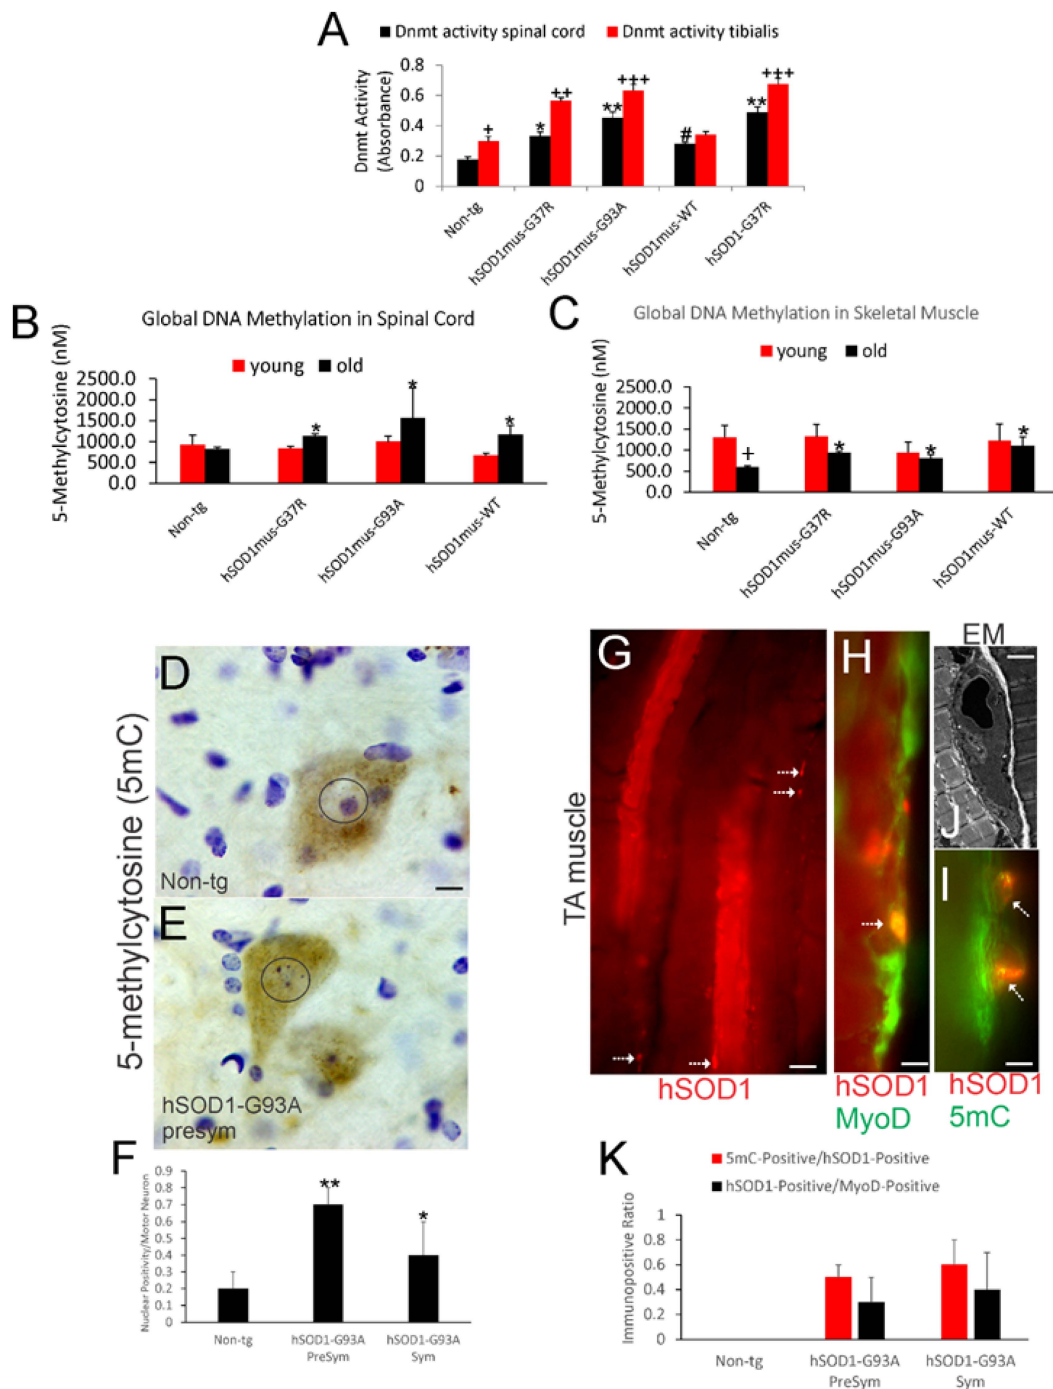 A
Dnmt activity spinal cord Dnmt activity tibialis
Dnmt Activity
(Absorbance)
0.8
0.6
0.4
0.2
0
+ * ++ ** +++ # ** +++
Non-tg
hSOD1mus-G37R
hSOD1mus-G93A
hSOD1mus-WT
hSOD1-G37R
B
Global DNA Methylation in Spinal Cord
young old
5-Methylcytosine (nM)
2500.0
2000.0
1500.0
1000.0
500.0
0.0
* * *
Non-tg
hSOD1mus-G37R
hSOD1mus-G93A
hSOD1mus-WT
C
Global DNA Methylation in Skeletal Muscle
young old
5-Methylcytosine (nM)
2500.0
2000.0
1500.0
1000.0
500.0
0.0
+ * * *
Non-tg
hSOD1mus-G37R
hSOD1mus-G93A
hSOD1mus-WT
5-methylcytosine (5mC)
D
Non-tg
E
hSOD1-G93A
presym
F
Nuclear Positivity/Motor Neuron
0.9
0.8
0.7
0.6
0.5
0.4
0.3
0.2
0.1
0
** *
Non-tg
hSOD1-G93A
PreSym
hSOD1-G93A
Sym
TA muscle
G
hSOD1
H
hSOD1
MyoD
EM
J
I
hSOD1
5mC
K
5mC-Positive/hSOD1-Positive
hSOD1-Positive/MyoD-Positive
Immunopositive Ratio
1
0.8
0.6
0.4
0.2
0
Non-tg
hSOD1-G93A
PreSym
hSOD1-G93A
Sym